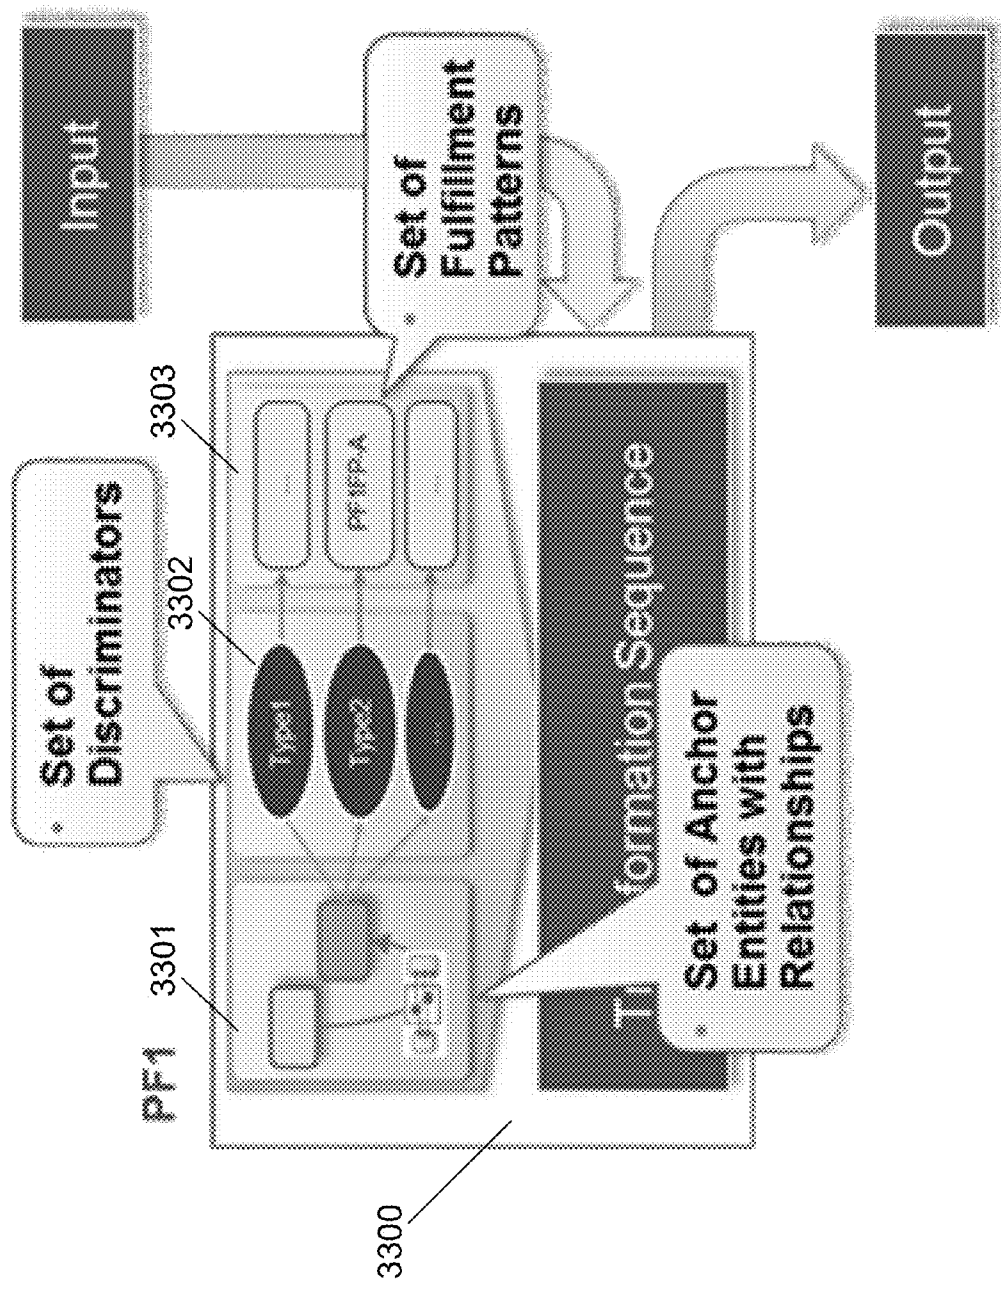 Set of
Discriminators
Input
PF1
3301
3302
3303
Type1
...
Type2
PF1FP-A
...
...
Set of
Fulfillment
Patterns
3300
formation Sequence
Set of Anchor
Entities with
Relationships
Output